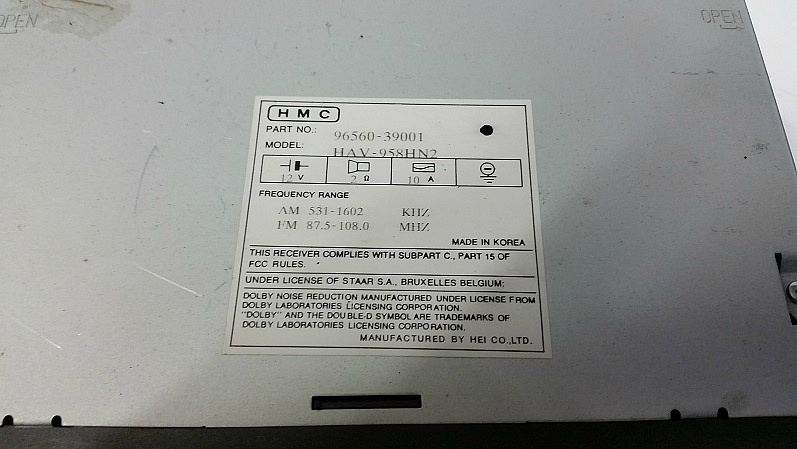 OPEN
OPEN
HMC
PART NO.: 96560-39001
MODEL: HAV-958HN2
12 V 2 Ω 10 A
FREQUENCY RANGE
AM 531-1602 KHZ
FM 87.5-108.0 MHZ
MADE IN KOREA
THIS RECEIVER COMPLIES WITH SUBPART C., PART 15 OF
FCC RULES.
UNDER LICENSE OF STAAR S.A., BRUXELLES BELGIUM;
DOLBY NOISE REDUCTION MANUFACTURED UNDER LICENSE FROM
DOLBY LABORATORIES LICENSING CORPORATION.
"DOLBY" AND THE DOUBLE-D SYMBOL ARE TRADEMARKS OF
DOLBY LABORATORIES LICENSING CORPORATION.
MANUFACTURED BY HEI CO.,LTD.